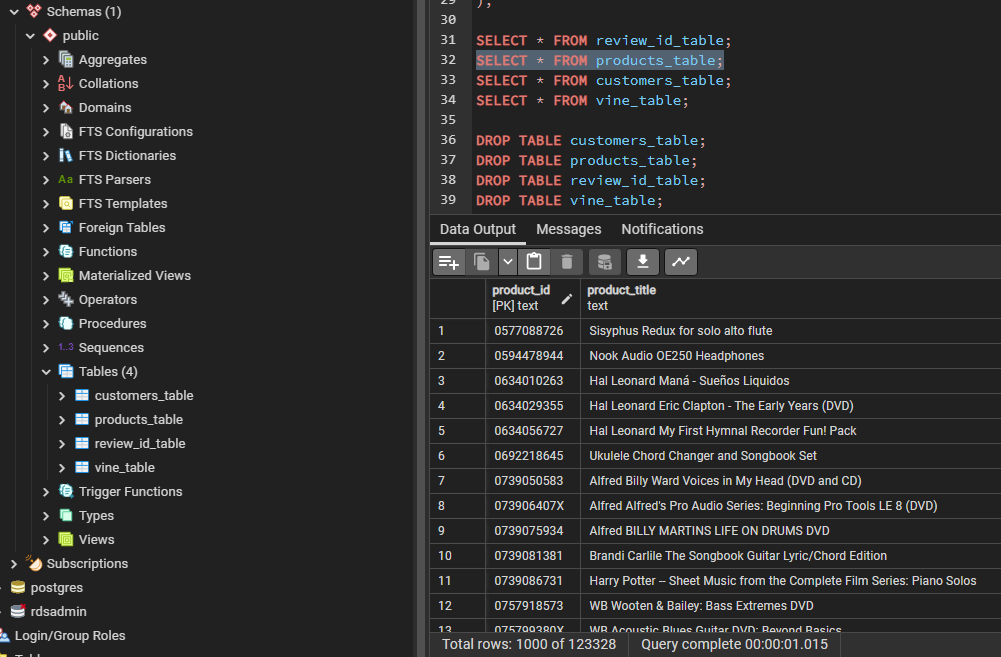 Schemas (1)
public
Aggregates
Collations
Domains
FTS Configurations
FTS Dictionaries
Aa FTS Parsers
FTS Templates
Foreign Tables
Functions
Materialized Views
Operators
Procedures
1..3 Sequences
Tables (4)
customers_table
products_table
review_id_table
vine_table
Trigger Functions
Types
Views
Subscriptions
postgres
rdsadmin
Login/Group Roles
29 );
30
31 SELECT * FROM review_id_table;
32 SELECT * FROM products_table;
33 SELECT * FROM customers_table;
34 SELECT * FROM vine_table;
35
36 DROP TABLE customers_table;
37 DROP TABLE products_table;
38 DROP TABLE review_id_table;
39 DROP TABLE vine_table;
Data Output Messages Notifications
product_id product_title
[PK] text text
1 0577088726 Sisyphus Redux for solo alto flute
2 0594478944 Nook Audio OE250 Headphones
3 0634010263 Hal Leonard Maná - Sueños Liquidos
4 0634029355 Hal Leonard Eric Clapton - The Early Years (DVD)
5 0634056727 Hal Leonard My First Hymnal Recorder Fun! Pack
6 0692218645 Ukulele Chord Changer and Songbook Set
7 0739050583 Alfred Billy Ward Voices in My Head (DVD and CD)
8 073906407X Alfred Alfred's Pro Audio Series: Beginning Pro Tools LE 8 (DVD)
9 0739075934 Alfred BILLY MARTINS LIFE ON DRUMS DVD
10 0739081381 Brandi Carlile The Songbook Guitar Lyric/Chord Edition
11 0739086731 Harry Potter -- Sheet Music from the Complete Film Series: Piano Solos
12 0757918573 WB Wooten & Bailey: Bass Extremes DVD
13 075799380X WB Acoustic Blues Guitar DVD: Beyond Basics
Total rows: 1000 of 123328 Query complete 00:00:01.015